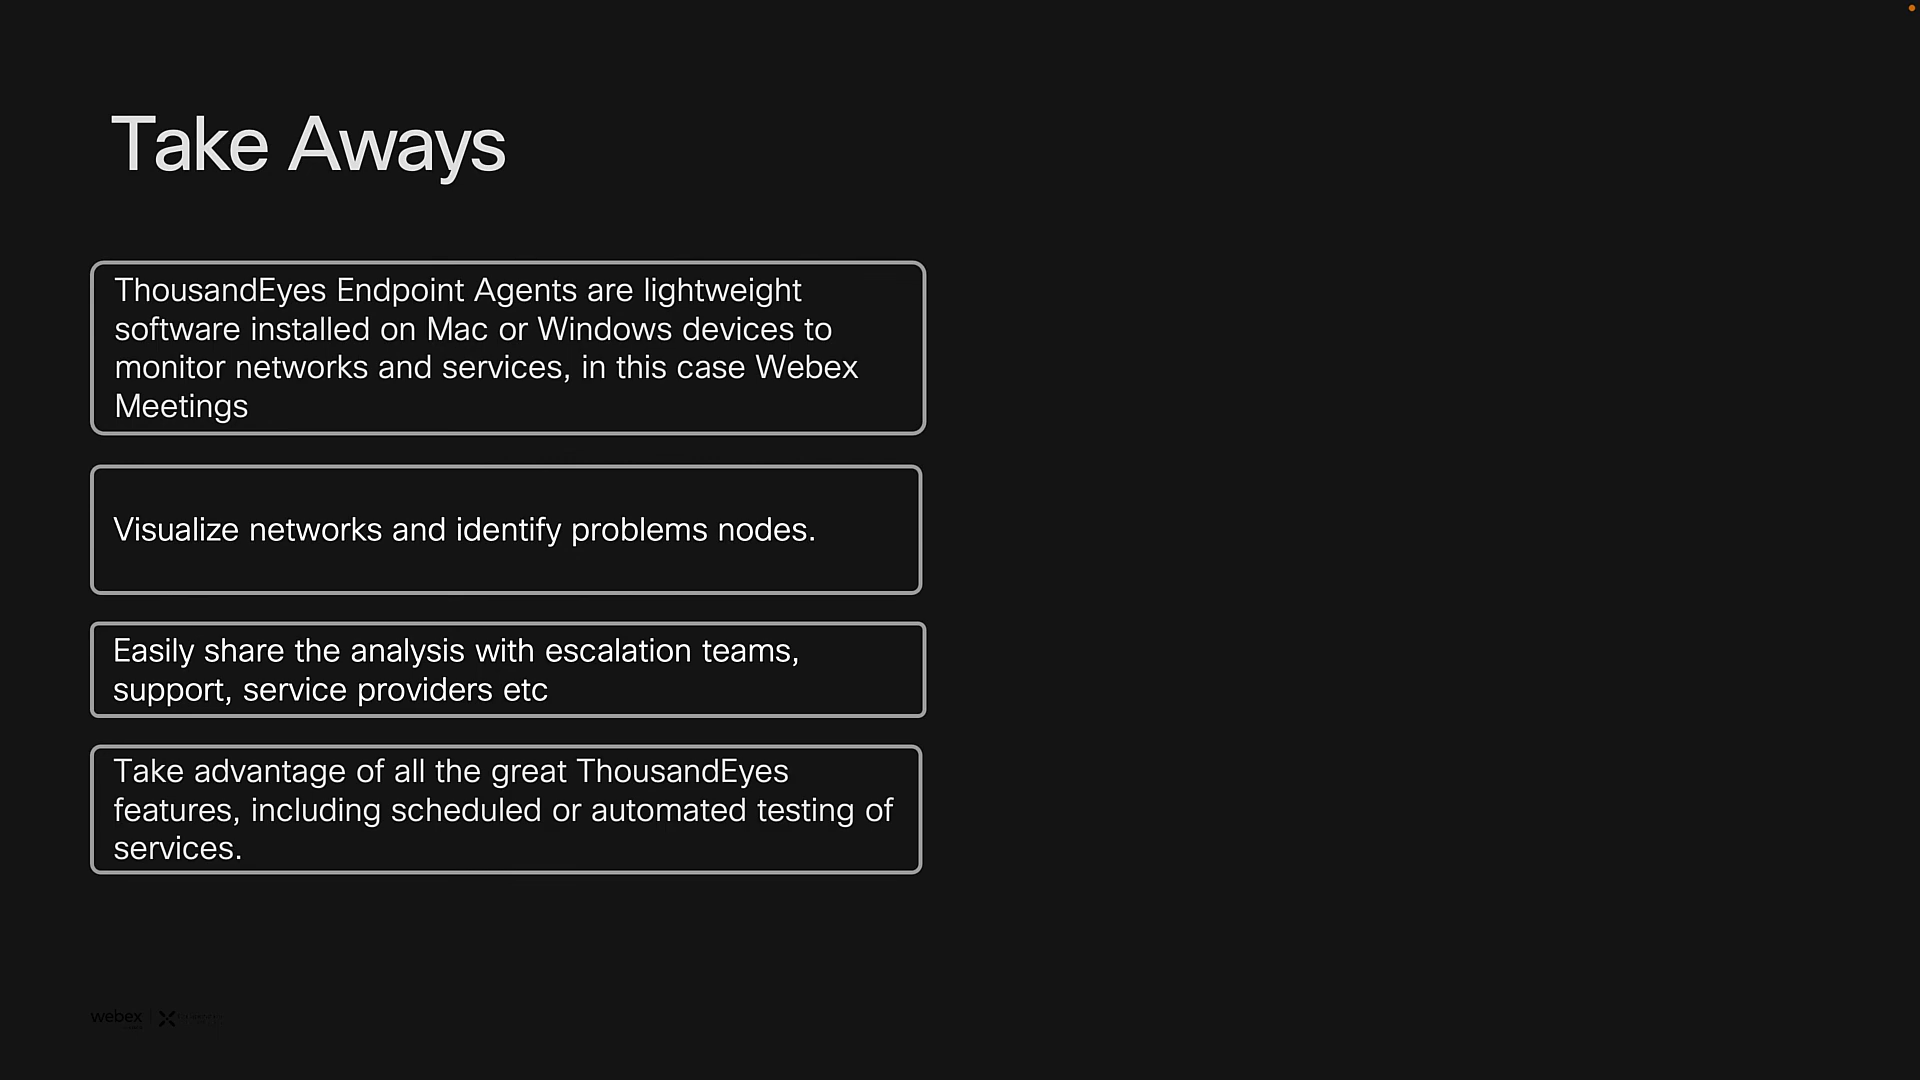 Take Aways
ThousandEyes Endpoint Agents are lightweight
software installed on Mac or Windows devices to
monitor networks and services, in this case Webex
Meetings
Visualize networks and identify problems nodes.
Easily share the analysis with escalation teams,
support, service providers etc
Take advantage of all the great ThousandEyes
features, including scheduled or automated testing of
services.
webex